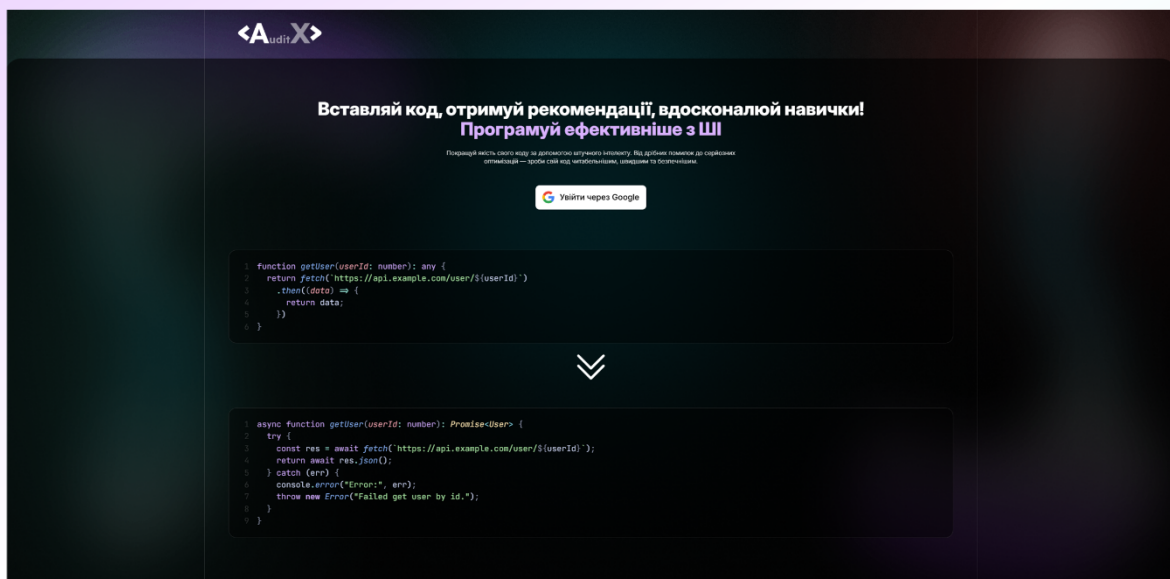 <AuditX>
Вставляй код, отримуй рекомендації, вдосконалюй навички!
Програмуй ефективніше з ШІ
Покращуй якість свого коду за допомогою штучного інтелекту. Від дрібних помилок до серйозних
оптимізацій — зроби свій код читабельнішим, швидшим та безпечнішим.
Увійти через Google
1 function getUser(userId: number): any {
2   return fetch(`https://api.example.com/user/${userId}`)
3     .then((data) => {
4       return data;
5     })
6 }
1 async function getUser(userId: number): Promise<User> {
2   try {
3     const res = await fetch(`https://api.example.com/user/${userId}`);
4     return await res.json();
5   } catch (err) {
6     console.error("Error:", err);
7     throw new Error("Failed get user by id.");
8   }
9 }